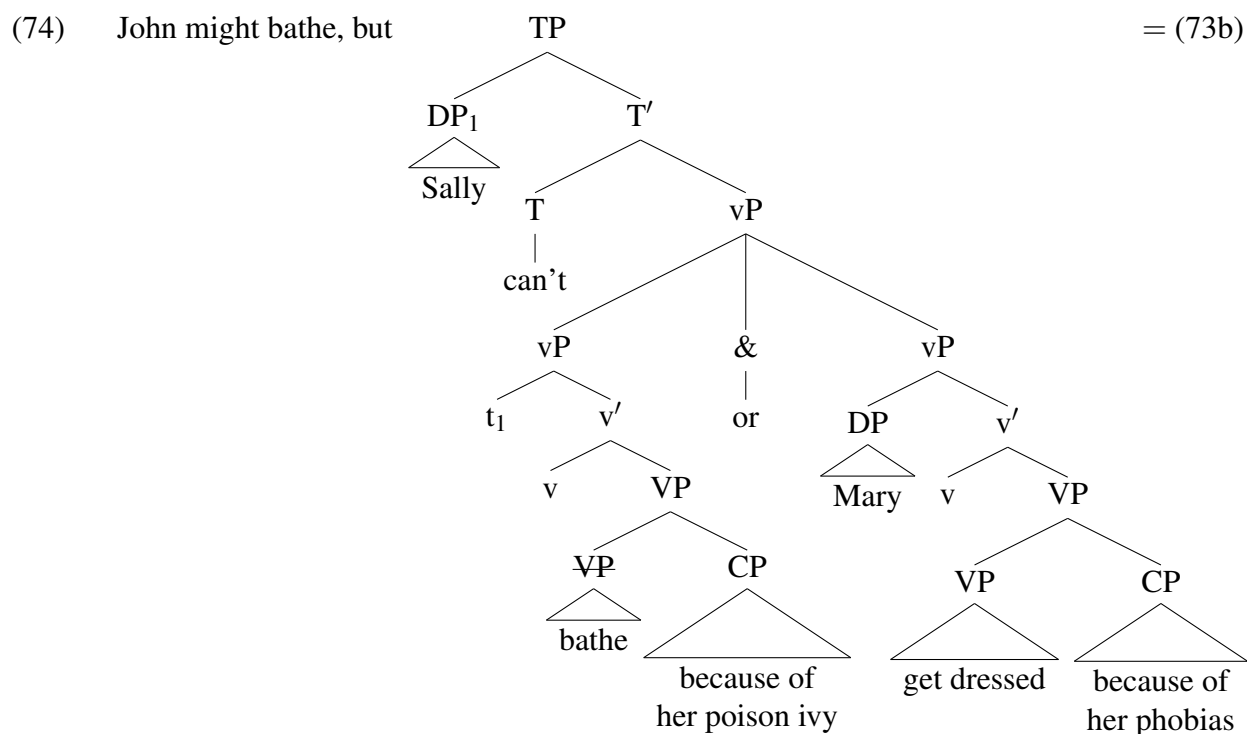 (74) John might bathe, but TP = (73b)
DP₁ T′
Sally
T vP
can't
vP & vP
t₁ v′ or DP v′
v VP Mary v VP
VP CP VP CP
bathe because of her poison ivy get dressed because of her phobias